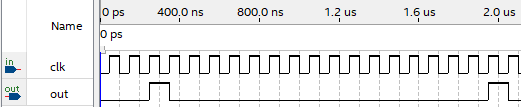 Name
0 ps 400.0 ns 800.0 ns 1.2 us 1.6 us 2.0 us
0 ps
in clk
out out